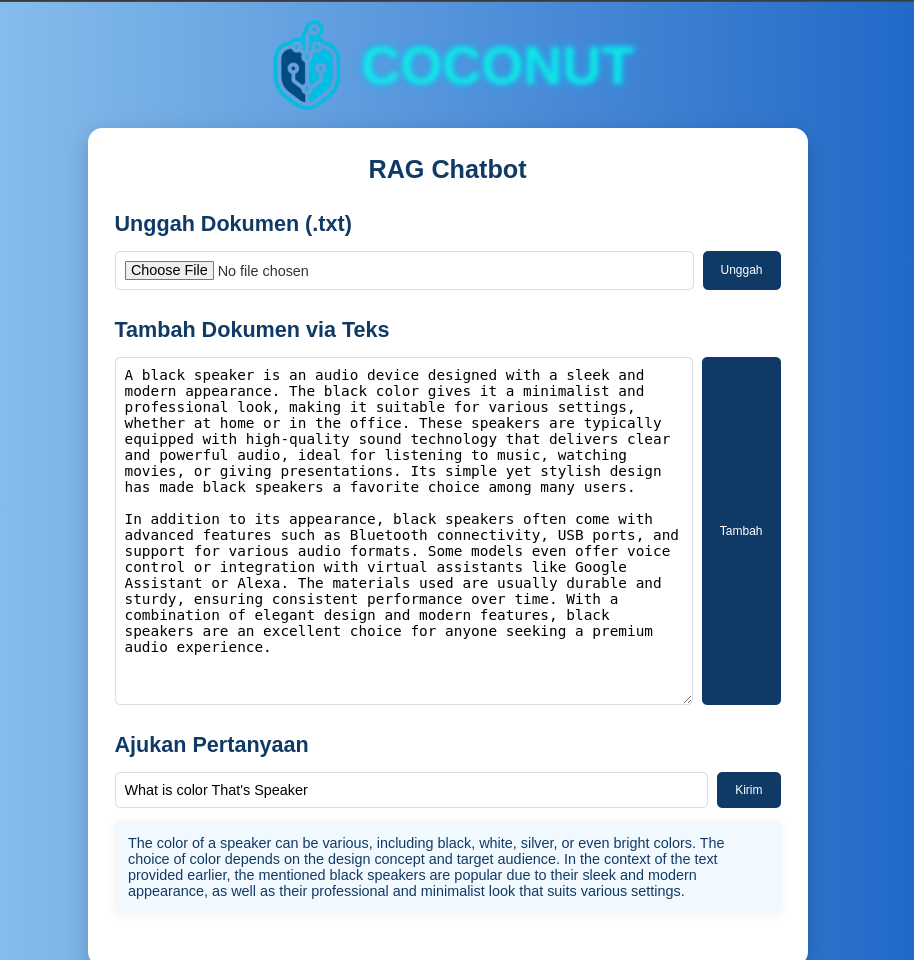 COCONUT
RAG Chatbot
Unggah Dokumen (.txt)
Choose File No file chosen
Unggah
Tambah Dokumen via Teks
A black speaker is an audio device designed with a sleek and
modern appearance. The black color gives it a minimalist and
professional look, making it suitable for various settings,
whether at home or in the office. These speakers are typically
equipped with high-quality sound technology that delivers clear
and powerful audio, ideal for listening to music, watching
movies, or giving presentations. Its simple yet stylish design
has made black speakers a favorite choice among many users.
In addition to its appearance, black speakers often come with
advanced features such as Bluetooth connectivity, USB ports, and
support for various audio formats. Some models even offer voice
control or integration with virtual assistants like Google
Assistant or Alexa. The materials used are usually durable and
sturdy, ensuring consistent performance over time. With a
combination of elegant design and modern features, black
speakers are an excellent choice for anyone seeking a premium
audio experience.
Tambah
Ajukan Pertanyaan
What is color That's Speaker
Kirim
The color of a speaker can be various, including black, white, silver, or even bright colors. The
choice of color depends on the design concept and target audience. In the context of the text
provided earlier, the mentioned black speakers are popular due to their sleek and modern
appearance, as well as their professional and minimalist look that suits various settings.